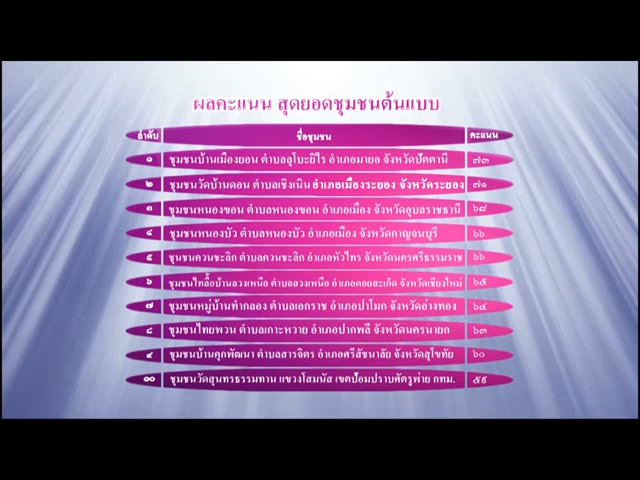 ผลคะแนน สุดยอดชุมชนต้นแบบ
ลำดับ ชื่อชุมชน คะแนน
๑ ชุมชนบ้านเมืองยอน ตำบลลุโบะยิไร อำเภอมายอ จังหวัดปัตตานี ๗๓
๒ ชุมชนวัดบ้านดอน ตำบลเชิงเนิน อำเภอเมืองระยอง จังหวัดระยอง ๗๑
๓ ชุมชนหนองขอน ตำบลหนองขอน อำเภอเมือง จังหวัดอุบลราชธานี ๖๘
๔ ชุมชนหนองบัว ตำบลหนองบัว อำเภอเมือง จังหวัดกาญจนบุรี ๖๖
๕ ชุนชนควนชะลิก ตำบลควนชะลิก อำเภอหัวไทร จังหวัดนครศรีธรรมราช ๖๖
๖ ชุมชนไทลื้อบ้านลวงเหนือ ตำบลลวงเหนือ อำเภอดอยสะเก็ด จังหวัดเชียงใหม่ ๖๕
๗ ชุมชนหมู่บ้านทำกลอง ตำบลเอกราช อำเภอป่าโมก จังหวัดอ่างทอง ๖๔
๘ ชุมชนไทยพวน ตำบลเกาะหวาย อำเภอปากพลี จังหวัดนครนายก ๖๓
๙ ชุมชนบ้านคุกพัฒนา ตำบลสารจิตร อำเภอศรีสัชนาลัย จังหวัดสุโขทัย ๖๐
๑๐ ชุมชนวัดสุนทรธรรมทาน แขวงโสมนัส เขตป้อมปราบศัตรูพ่าย กทม. ๕๙